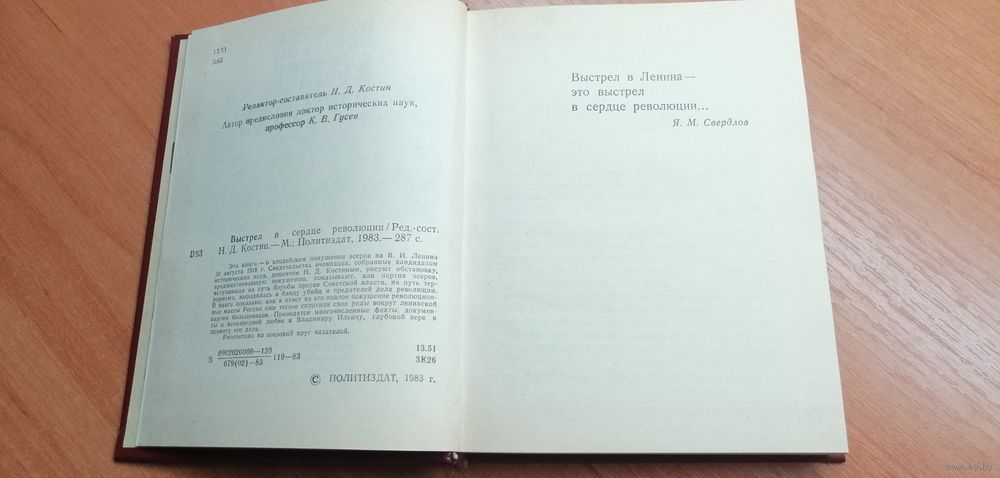 13.51
В93
Редактор-составитель Н. Д. Костин
Автор предисловия доктор исторических наук,
профессор К. В. Гусев
Выстрел в сердце революции/Ред.-сост.
В93 Н. Д. Костин.— М.: Политиздат, 1983.— 287 с.
Эта книга — о злодейском покушении эсеров на В. И. Ленина
30 августа 1918 г. Свидетельства очевидцев, собранные кандидатом
исторических наук, доцентом Н. Д. Костиным, рисуют обстановку,
предшествовавшую покушению, показывают, как партия эсеров,
вступившая на путь борьбы против Советской власти, на путь тер-
роризма, выродилась в банду убийц и предателей дела революции.
В книге показано, как в ответ на это подлое покушение революцион-
ные массы России еще теснее сплотили свои ряды вокруг ленинской
партии большевиков. Приводятся многочисленные факты, докумен-
ты о всенародной любви к Владимиру Ильичу, глубокой вере в
правоту его дела.
Рассчитана на широкий круг читателей.
В 0902020000—159 119—83
079(02)—83
13.51
3К26
© ПОЛИТИЗДАТ, 1983 г.
Выстрел в Ленина—
это выстрел
в сердце революции...
Я. М. Свердлов
www.ay.by